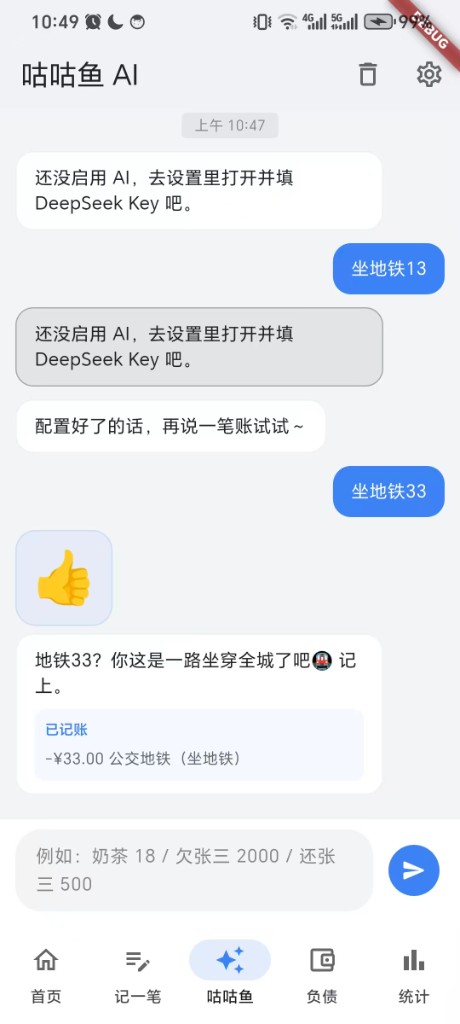 10:49 4G 5G 99%
DEBUG
咕咕鱼 AI
上午 10:47
还没启用 AI，去设置里打开并填
DeepSeek Key 吧。
坐地铁13
还没启用 AI，去设置里打开并填
DeepSeek Key 吧。
配置好了的话，再说一笔账试试～
坐地铁33
地铁33？你这是一路坐穿全城了吧🚇 记
上。
已记账
-¥33.00 公交地铁（坐地铁）
例如：奶茶 18 / 欠张三 2000 / 还张
三 500
首页 记一笔 咕咕鱼 负债 统计